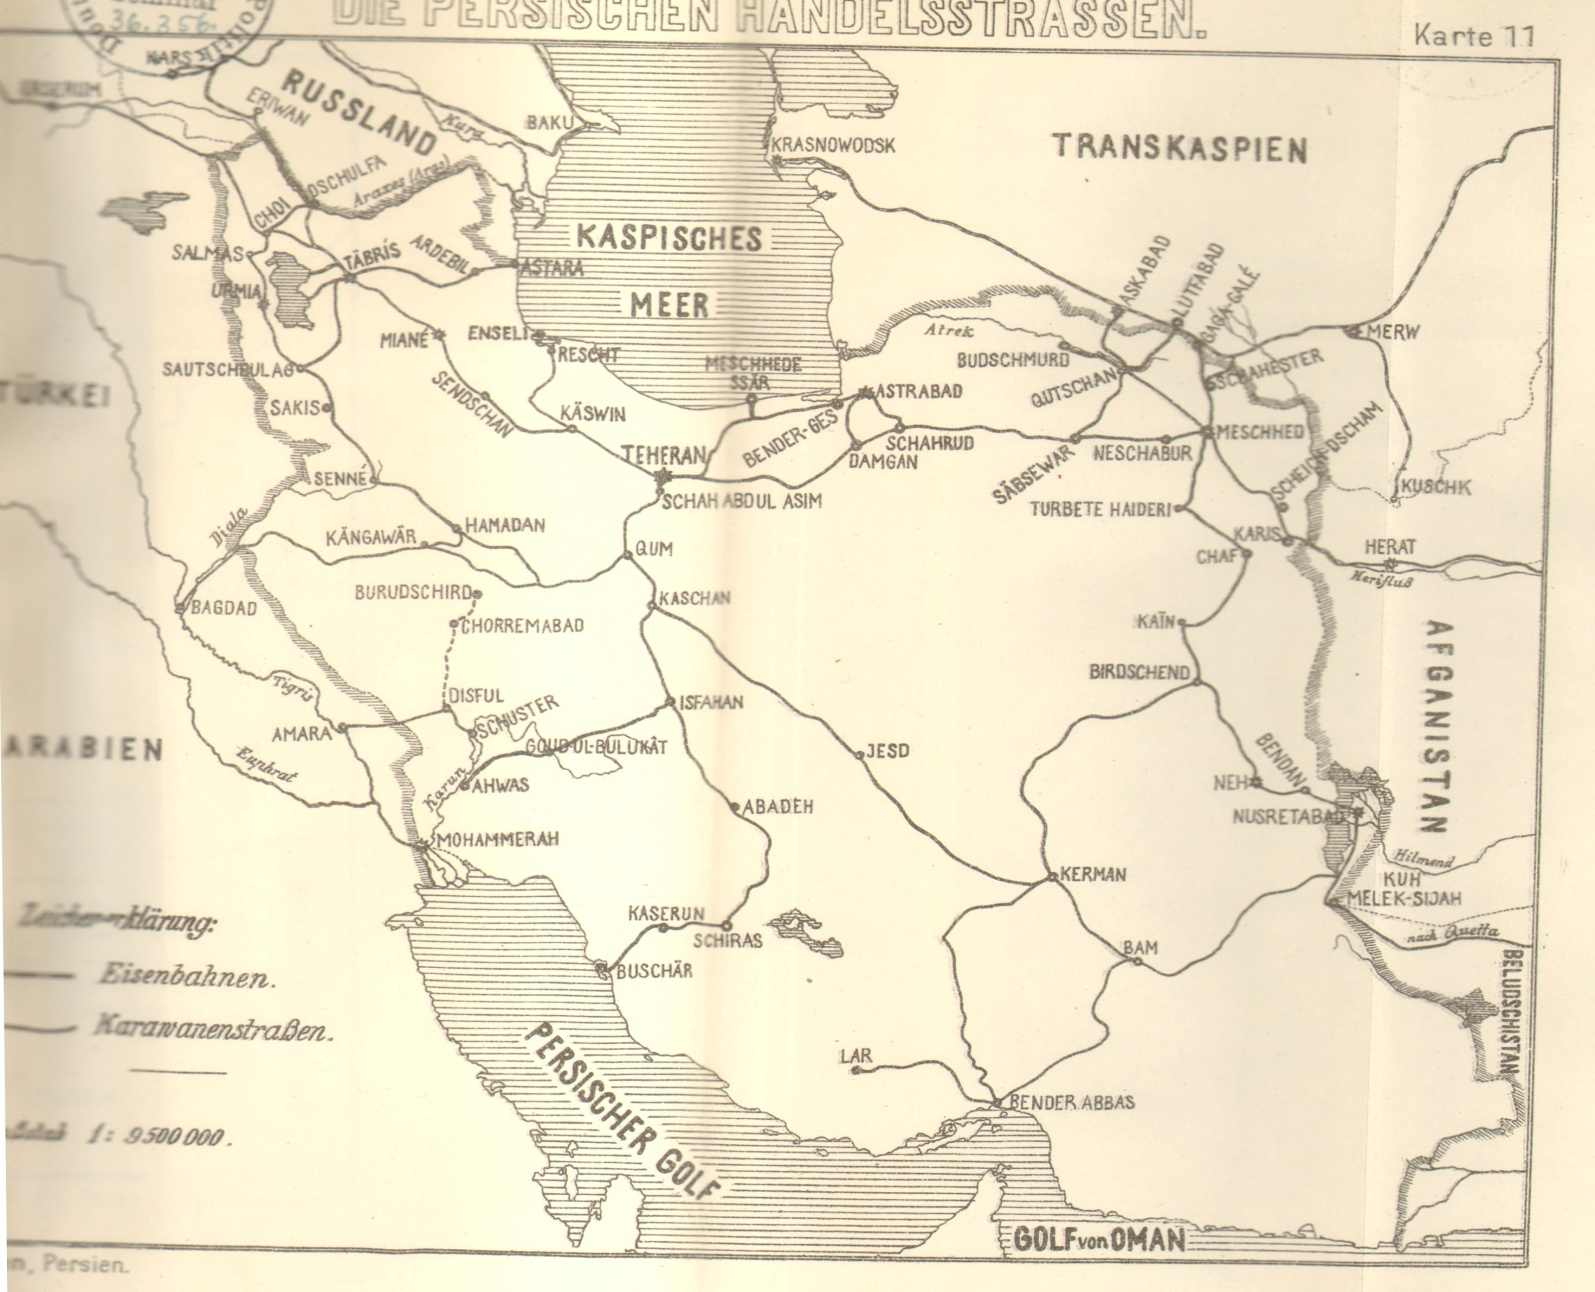 DIE PERSISCHEN HANDELSSTRASSEN.
Karte 11
36.256.
KARS
ERIWAN
RUSSLAND
Kura
BAKU
KRASNOWODSK
TRANSKASPIEN
DSCHULFA
Araxes (Aras)
CHOI
KASPISCHES
MEER
SALMAS
TÄBRÍS
ARDEBIL
ASTARA
URMIA
ASKABAD
LUTFABAD
GAGA-GALÉ
MERW
MIANÉ
ENSELI
RESCHT
Atrek
BUDSCHMURD
QUTSCHAN
SCHAHESTER
MESCHHEDE
SSÄR
TÜRKEI
SAUTSCHBULAG
SENDSCHAN
ASTRABAD
SAKIS
KÄSWIN
BENDER-GES
SCHAHRUD
DAMGAN
MESCHHED
NESCHABUR
SÄBSEWAR
SCHEICH-DSCHAM
TEHERAN
SCHAH ABDUL ASIM
SENNÉ
KUSCHK
TURBETE HAIDERI
Diala
HAMADAN
KÄNGAWÄR
QUM
KARIS
CHAF
HERAT
Herifluß
BURUDSCHIRD
KASCHAN
BAGDAD
CHORREMABAD
KAÏN
AFGANISTAN
BIRDSCHEND
Tigris
DISFUL
SCHUSTER
ISFAHAN
AMARA
ARABIEN
GOUD-UL-BULUKÂT
JESD
Euphrat
Karun
AHWAS
ABADEH
NEH
BENDAN
NUSRETABAD
MOHAMMERAH
Hilmend
KERMAN
KUH
MELEK-SIJAH
nach Quetta
KASERUN
SCHIRAS
BAM
BUSCHÄR
BELUDSCHISTAN
Zeichenerklärung:
Eisenbahnen.
Karawanenstraßen.
PERSISCHER GOLF
LAR
BENDER ABBAS
1: 9500000.
GOLF von OMAN
Persien.